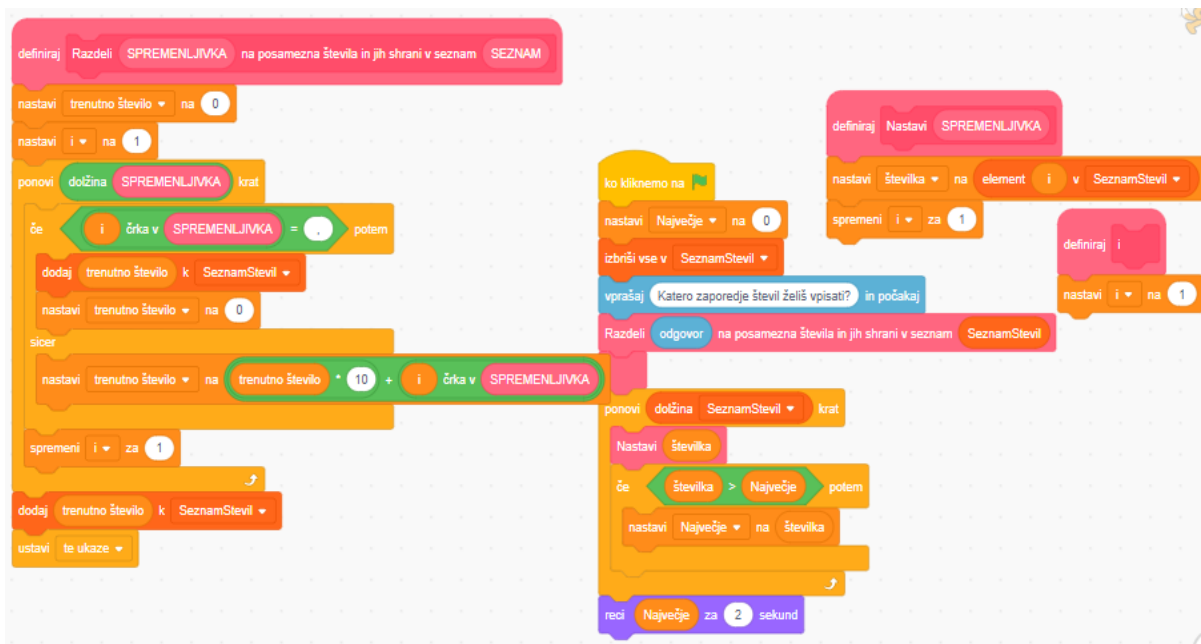 definiraj Razdeli SPREMENLJIVKA na posamezna števila in jih shrani v seznam SEZNAM
nastavi trenutno število na 0
nastavi i na 1
ponovi dolžina SPREMENLJIVKA krat
če i črka v SPREMENLJIVKA = , potem
dodaj trenutno število k SeznamStevil
nastavi trenutno število na 0
sicer
nastavi trenutno število na trenutno število * 10 + i črka v SPREMENLJIVKA
spremeni i za 1
dodaj trenutno število k SeznamStevil
ustavi te ukaze
ko kliknemo na
nastavi Največje na 0
izbriši vse v SeznamStevil
vprašaj Katero zaporedje števil želiš vpisati? in počakaj
Razdeli odgovor na posamezna števila in jih shrani v seznam SeznamStevil
ponovi dolžina SeznamStevil krat
Nastavi številka
če številka > Največje potem
nastavi Največje na številka
reci Največje za 2 sekund
definiraj Nastavi SPREMENLJIVKA
nastavi številka na element i v SeznamStevil
spremeni i za 1
definiraj i
nastavi i na 1